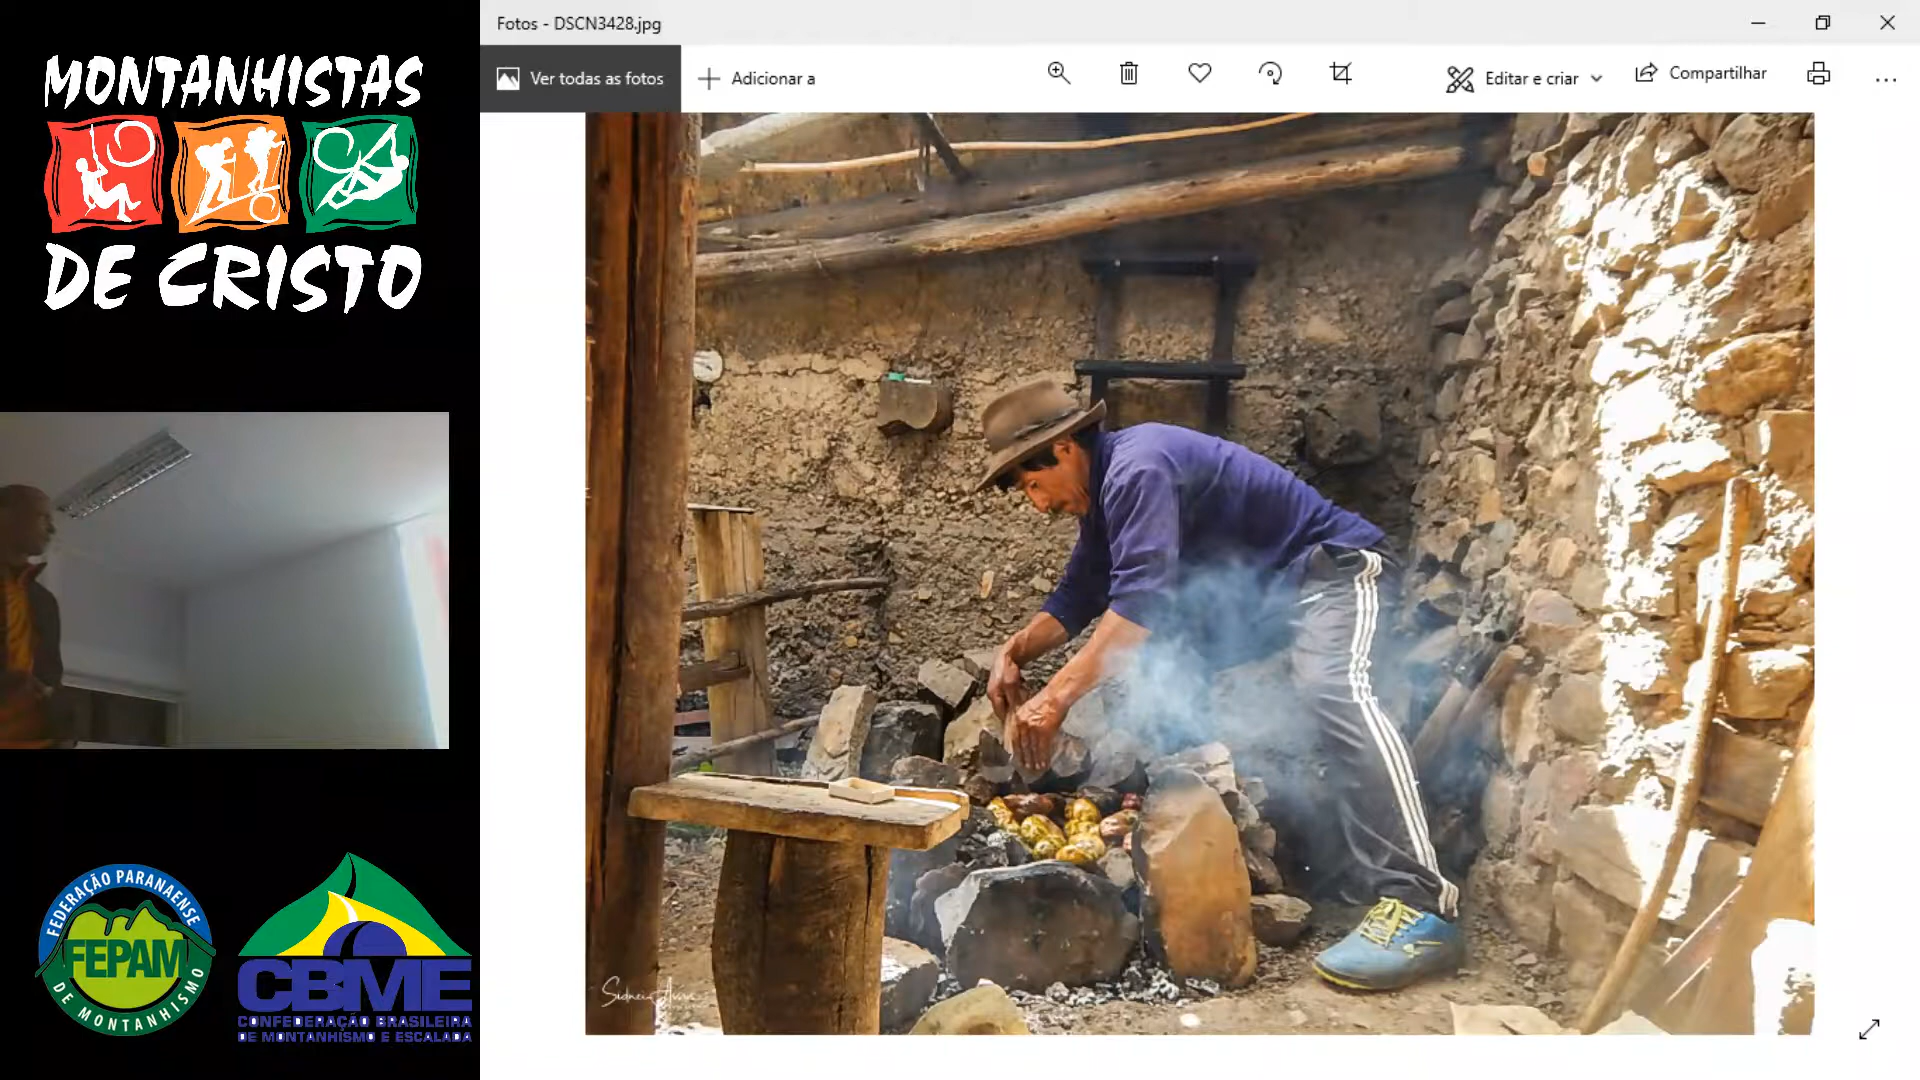 MONTANHISTAS
DE CRISTO
FEDERAÇÃO PARANAENSE
FEPAM
DE MONTANHISMO
CBME
CONFEDERAÇÃO BRASILEIRA
DE MONTANHISMO E ESCALADA
Fotos - DSCN3428.jpg
Ver todas as fotos
Adicionar a
Editar e criar
Compartilhar
Sidnei